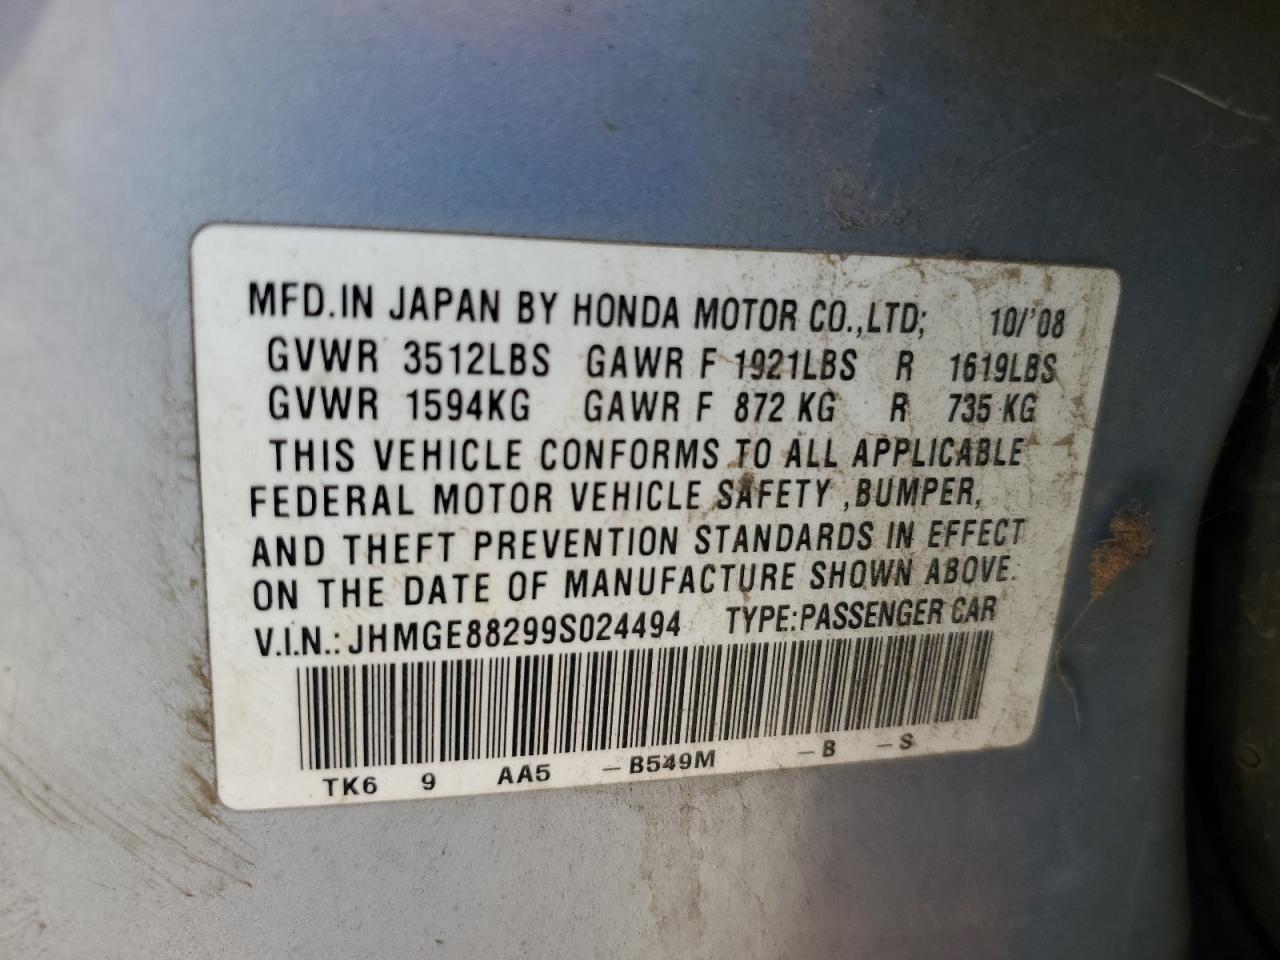 MFD.IN JAPAN BY HONDA MOTOR CO.,LTD; 10/'08
GVWR 3512LBS GAWR F 1921LBS R 1619LBS
GVWR 1594KG GAWR F 872 KG R 735 KG
THIS VEHICLE CONFORMS TO ALL APPLICABLE
FEDERAL MOTOR VEHICLE SAFETY ,BUMPER,
AND THEFT PREVENTION STANDARDS IN EFFECT
ON THE DATE OF MANUFACTURE SHOWN ABOVE.
V.I.N.: JHMGE88299S024494 TYPE:PASSENGER CAR
TK6 9 AA5 -B549M -B -S